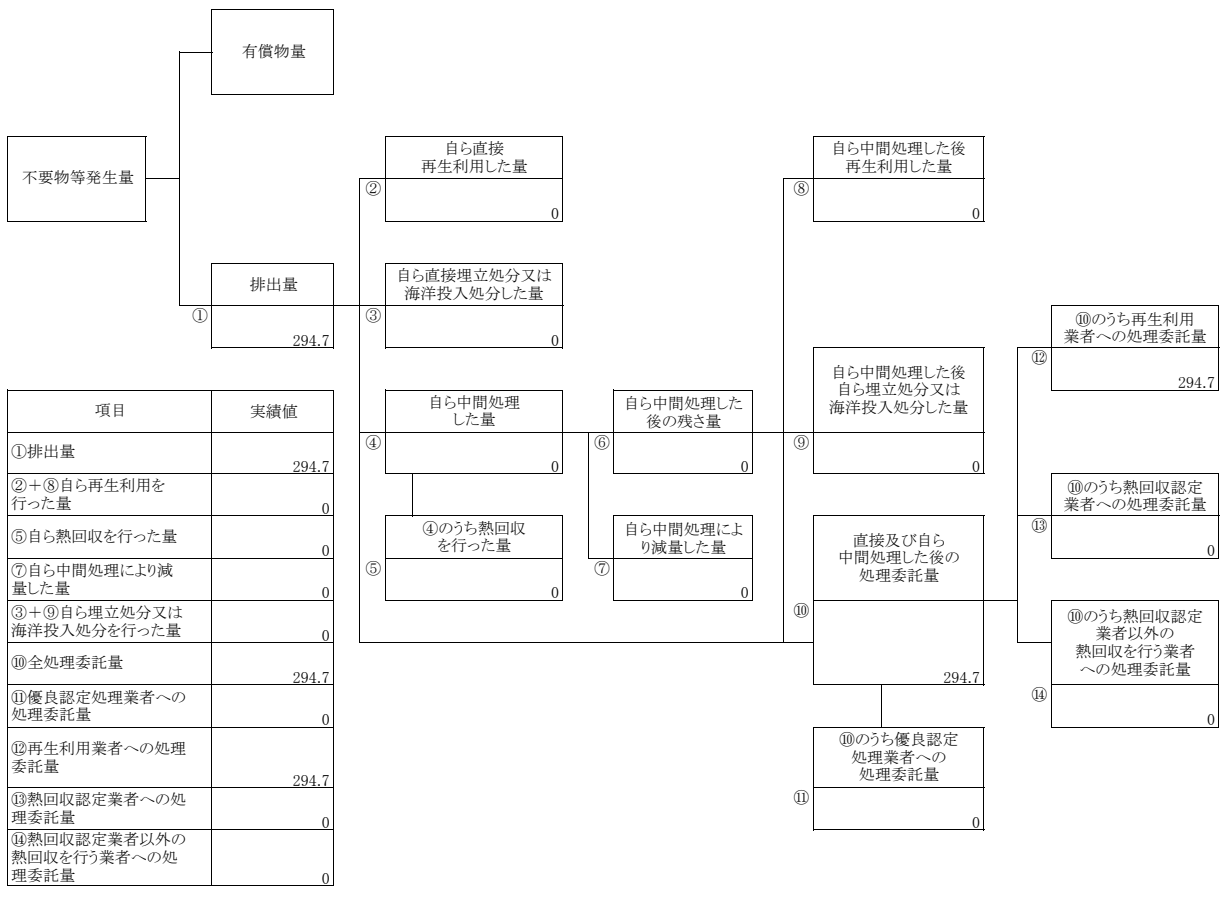 有償物量
不要物等発生量
排出量
①
294.7
自ら直接
再生利用した量
②
0
自ら直接埋立処分又は
海洋投入処分した量
③
0
自ら中間処理
した量
④
0
④のうち熱回収
を行った量
⑤
0
自ら中間処理した
後の残さ量
⑥
0
自ら中間処理によ
り減量した量
⑦
0
自ら中間処理した後
再生利用した量
⑧
0
自ら中間処理した後
自ら埋立処分又は
海洋投入処分した量
⑨
0
直接及び自ら
中間処理した後の
処理委託量
⑩
294.7
⑩のうち優良認定
処理業者への
処理委託量
⑪
0
⑩のうち再生利用
業者への処理委託量
⑫
294.7
⑩のうち熱回収認定
業者への処理委託量
⑬
0
⑩のうち熱回収認定
業者以外の
熱回収を行う業者
への処理委託量
⑭
0
項目 実績値
①排出量
294.7
②＋⑧自ら再生利用を
行った量
0
⑤自ら熱回収を行った量
0
⑦自ら中間処理により減
量した量
0
③＋⑨自ら埋立処分又は
海洋投入処分を行った量
0
⑩全処理委託量
294.7
⑪優良認定処理業者への
処理委託量
0
⑫再生利用業者への処理
委託量
294.7
⑬熱回収認定業者への処
理委託量
0
⑭熱回収認定業者以外の
熱回収を行う業者への処
理委託量
0